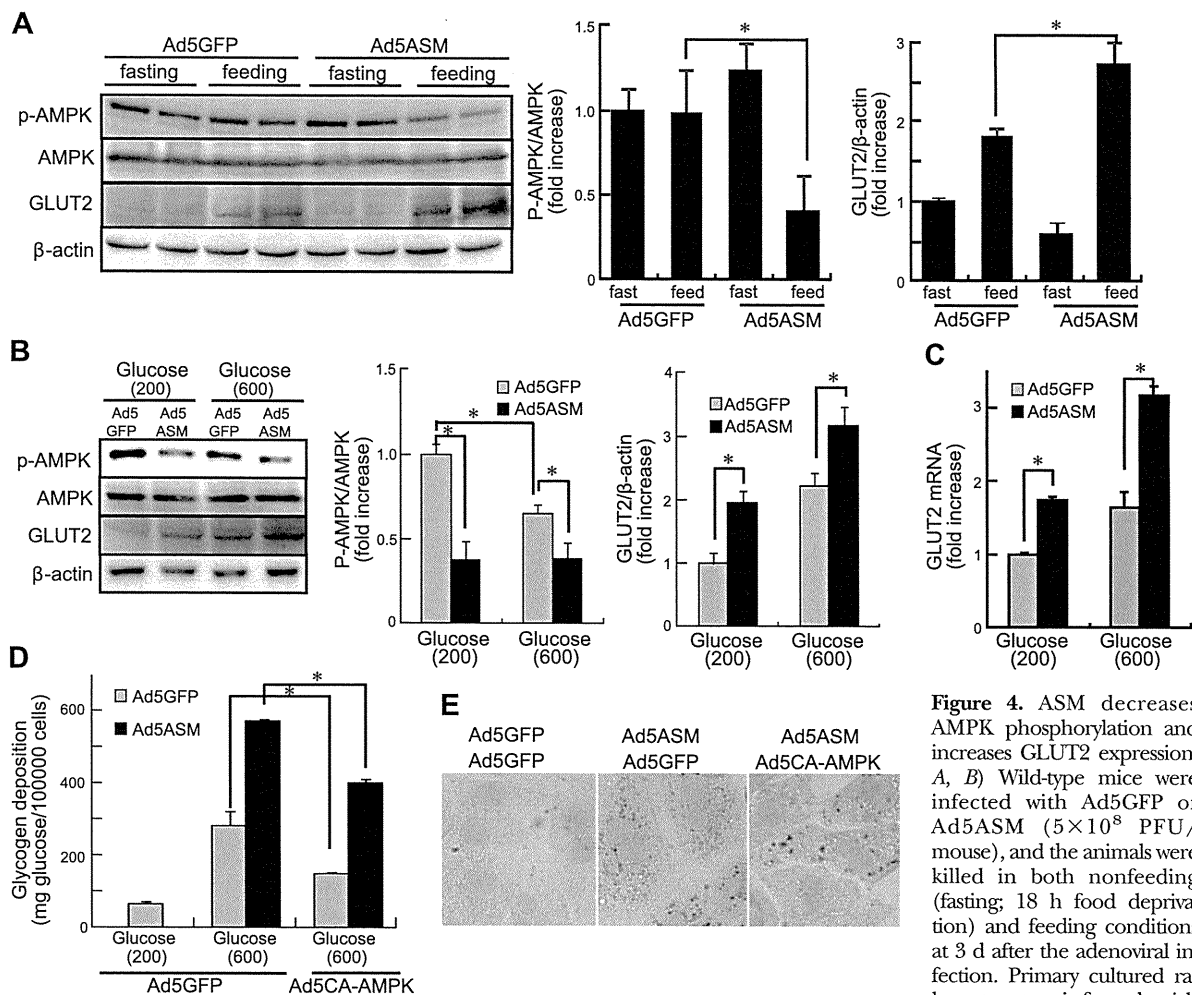 A
Ad5GFP Ad5ASM
fasting feeding fasting feeding
p-AMPK
AMPK
GLUT2
β-actin
P-AMPK/AMPK
(fold increase)
1.5
1.0
0.5
0
*
fast feed fast feed
Ad5GFP Ad5ASM
GLUT2/β-actin
(fold increase)
3
2
1
0
*
fast feed fast feed
Ad5GFP Ad5ASM
B
Glucose Glucose
(200) (600)
Ad5 Ad5 Ad5 Ad5
GFP ASM GFP ASM
p-AMPK
AMPK
GLUT2
β-actin
P-AMPK/AMPK
(fold increase)
1.5
1.0
0.5
0
Ad5GFP
Ad5ASM
* * *
Glucose Glucose
(200) (600)
GLUT2/β-actin
(fold increase)
4
3
2
1
0
Ad5GFP
Ad5ASM
* *
Glucose Glucose
(200) (600)
C
GLUT2 mRNA
(fold increase)
3
2
1
0
Ad5GFP
Ad5ASM
* *
Glucose Glucose
(200) (600)
D
Glycogen deposition
(mg glucose/100000 cells)
600
400
200
0
Ad5GFP
Ad5ASM
* *
Glucose Glucose Glucose
(200) (600) (600)
Ad5GFP Ad5CA-AMPK
E
Ad5GFP Ad5ASM Ad5ASM
Ad5GFP Ad5GFP Ad5CA-AMPK
Figure 4. ASM decreases
AMPK phosphorylation and
increases GLUT2 expression
A, B) Wild-type mice were
infected with Ad5GFP or
Ad5ASM (5×10⁸ PFU/
mouse), and the animals were
killed in both nonfeeding
(fasting; 18 h food depriva
tion) and feeding condition
at 3 d after the adenoviral in
fection. Primary cultured ra